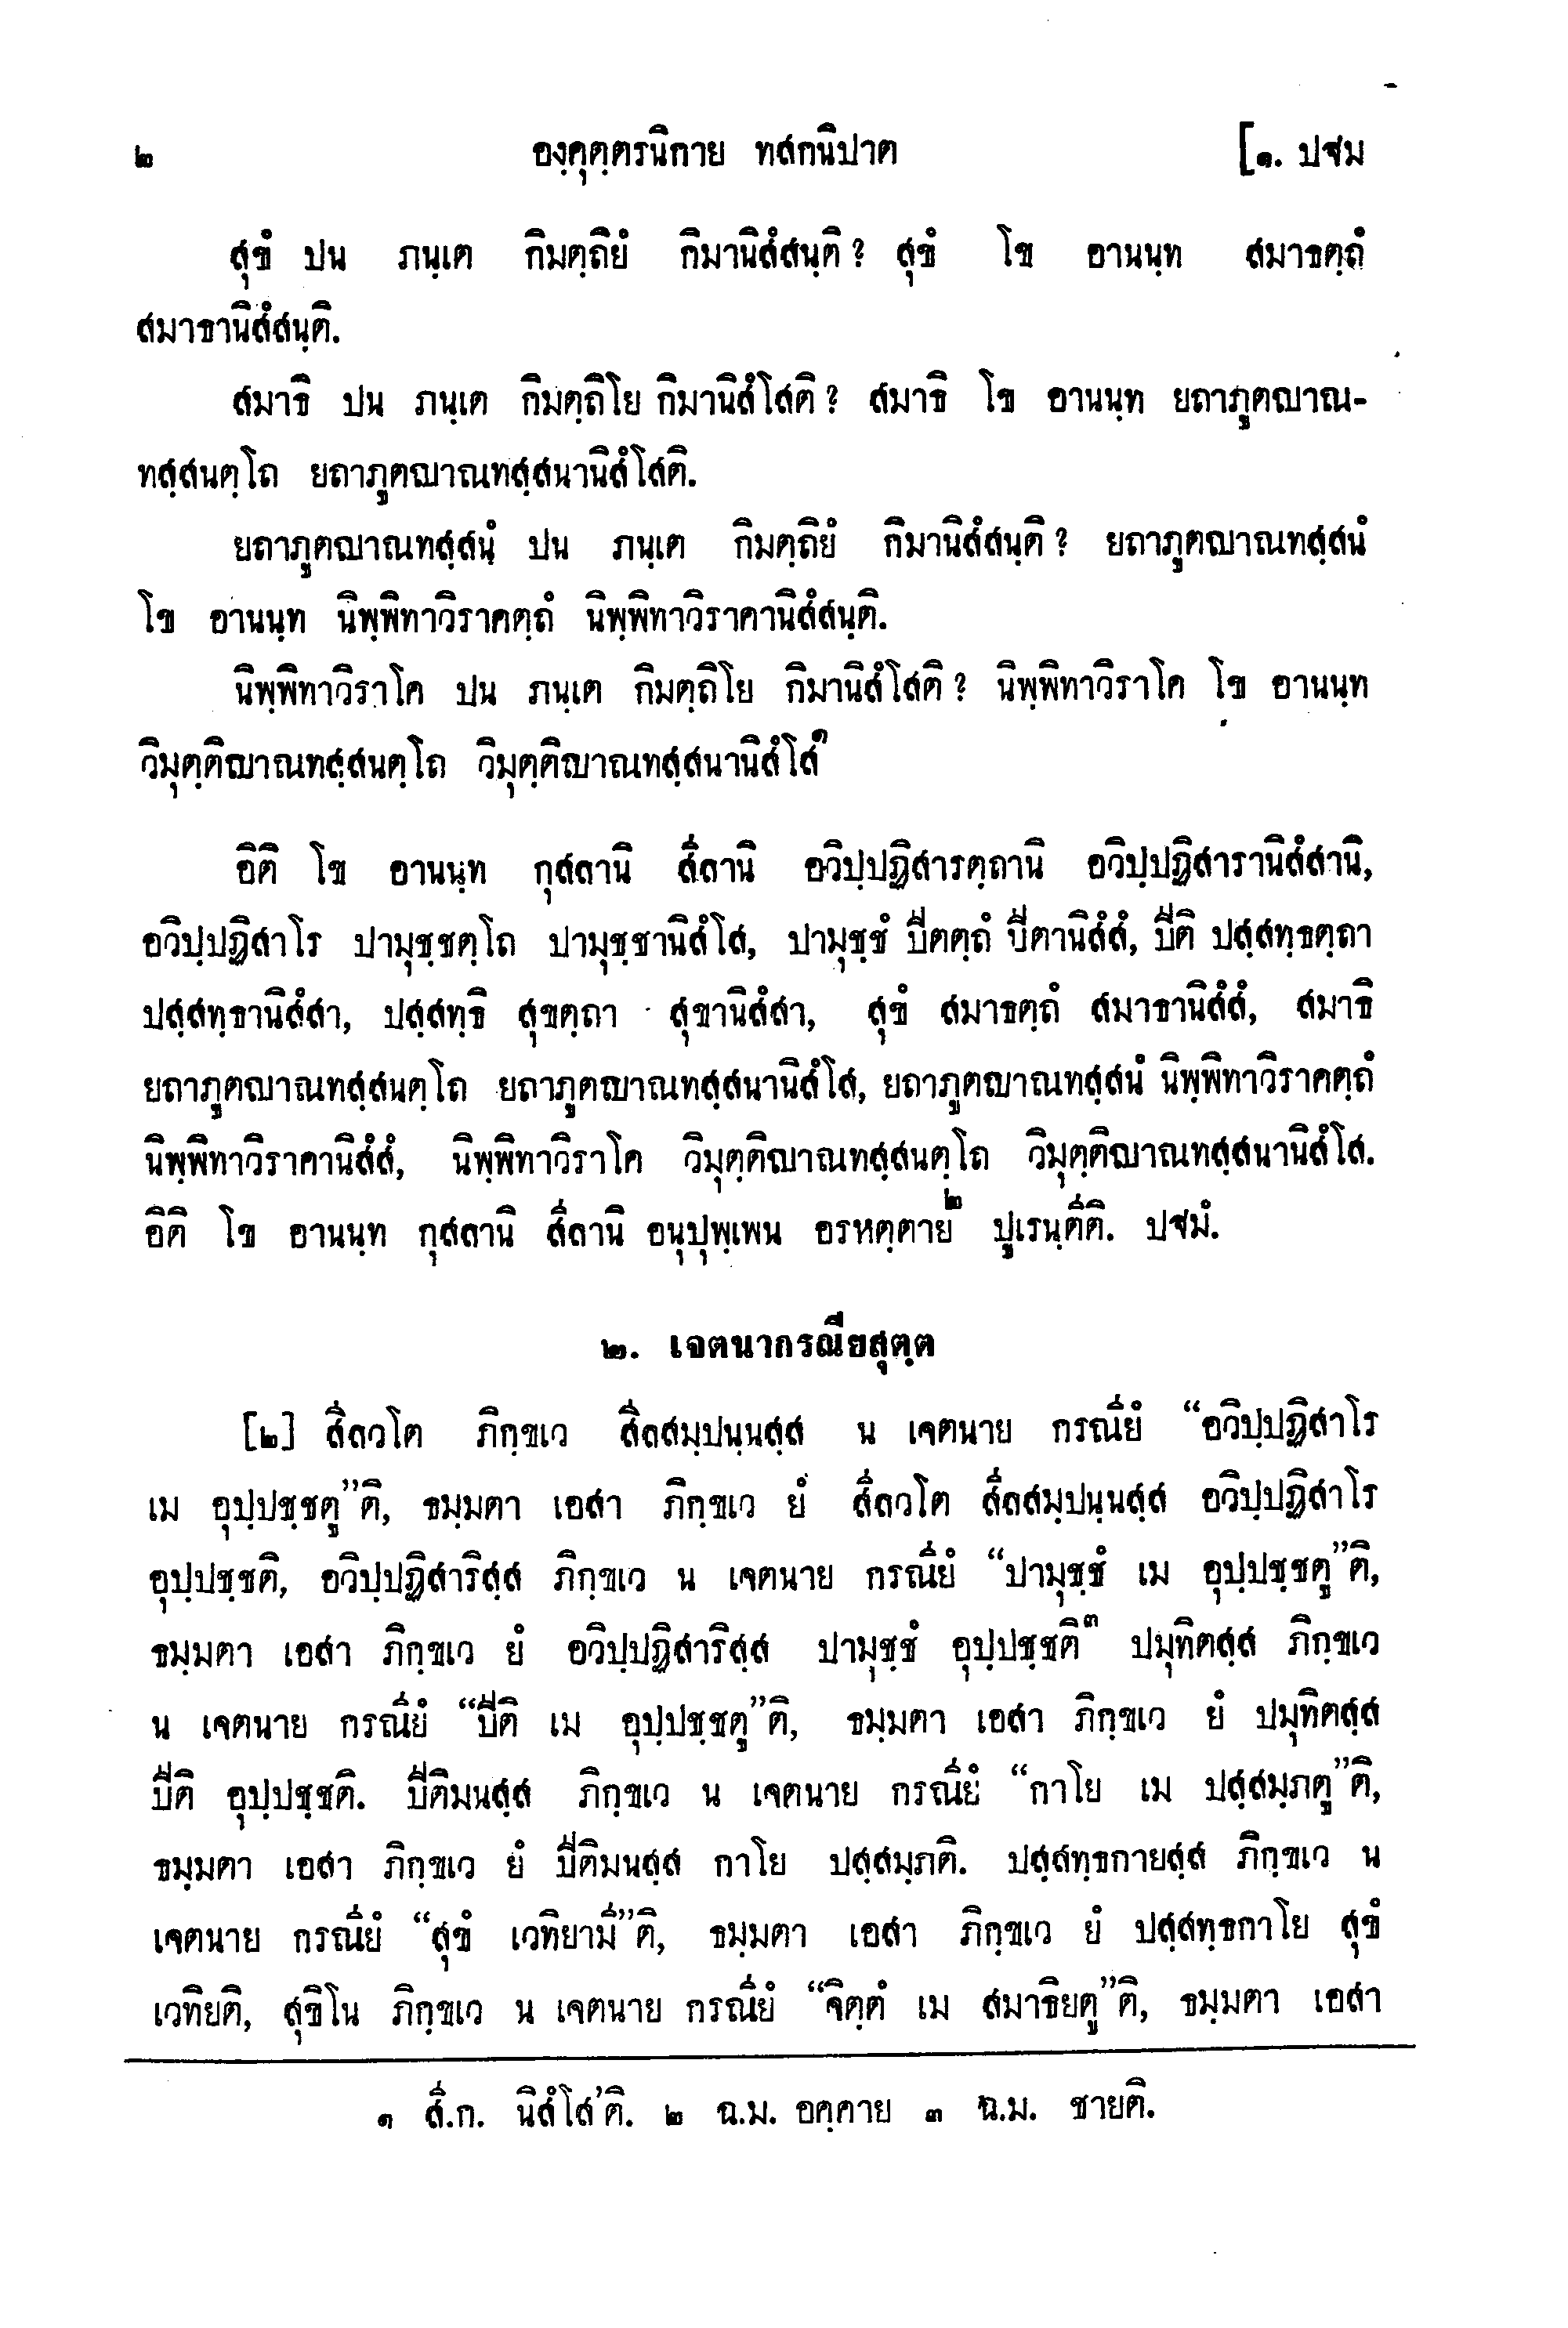 ๒ องฺคุตฺตรนิกาย ทสกนิปาต [๑. ปฐม
สุขํ ปน ภนฺเต กิมตฺถิยํ กิมานิสํสนฺติ? สุขํ โข อานนฺท สมาธตฺถํ
สมาธานิสํสนฺติ.
สมาธิ ปน ภนฺเต กิมตฺถิโย กิมานิสํโสติ? สมาธิ โข อานนฺท ยถาภูตญาณ-
ทสฺสนตฺโถ ยถาภูตญาณทสฺสนานิสํโสติ.
ยถาภูตญาณทสฺสนํ ปน ภนฺเต กิมตฺถิยํ กิมานิสํสนฺติ? ยถาภูตญาณทสฺสนํ
โข อานนฺท นิพฺพิทาวิราคตฺถํ นิพฺพิทาวิราคานิสํสนฺติ.
นิพฺพิทาวิราโค ปน ภนฺเต กิมตฺถิโย กิมานิสํโสติ? นิพฺพิทาวิราโค โข อานนฺท
วิมุตฺติญาณทสฺสนตฺโถ วิมุตฺติญาณทสฺสนานิสํโส๑
อิติ โข อานนฺท กุสลานิ สีลานิ อวิปฺปฏิสารตฺถานิ อวิปฺปฏิสารานิสํสานิ,
อวิปฺปฏิสาโร ปามุชฺชตฺโถ ปามุชฺชานิสํโส, ปามุชฺชํ ปีตตฺถํ ปีตานิสํสํ, ปีติ ปสฺสทฺธตฺถา
ปสฺสทฺธานิสํสา, ปสฺสทฺธิ สุขตฺถา สุขานิสํสา, สุขํ สมาธตฺถํ สมาธานิสํสํ, สมาธิ
ยถาภูตญาณทสฺสนตฺโถ ยถาภูตญาณทสฺสนานิสํโส, ยถาภูตญาณทสฺสนํ นิพฺพิทาวิราคตฺถํ
นิพฺพิทาวิราคานิสํสํ, นิพฺพิทาวิราโค วิมุตฺติญาณทสฺสนตฺโถ วิมุตฺติญาณทสฺสนานิสํโส.
อิติ โข อานนฺท กุสลานิ สีลานิ อนุปุพฺเพน อรหตฺตาย๒ ปูเรนฺตีติ. ปฐมํ.
๒. เจตนากรณียสุตฺต
[๒] สีลวโต ภิกฺขเว สีลสมฺปนฺนสฺส น เจตนาย กรณียํ “อวิปฺปฏิสาโร
เม อุปฺปชฺชตู”ติ, ธมฺมตา เอสา ภิกฺขเว ยํ สีลวโต สีลสมฺปนฺนสฺส อวิปฺปฏิสาโร
อุปฺปชฺชติ, อวิปฺปฏิสาริสฺส ภิกฺขเว น เจตนาย กรณียํ “ปามุชฺชํ เม อุปฺปชฺชตู”ติ,
ธมฺมตา เอสา ภิกฺขเว ยํ อวิปฺปฏิสาริสฺส ปามุชฺชํ อุปฺปชฺชติ๓ ปมุทิตสฺส ภิกฺขเว
น เจตนาย กรณียํ “ปีติ เม อุปฺปชฺชตู”ติ, ธมฺมตา เอสา ภิกฺขเว ยํ ปมุทิตสฺส
ปีติ อุปฺปชฺชติ. ปีติมนสฺส ภิกฺขเว น เจตนาย กรณียํ “กาโย เม ปสฺสมฺภตู”ติ,
ธมฺมตา เอสา ภิกฺขเว ยํ ปีติมนสฺส กาโย ปสฺสมฺภติ. ปสฺสทฺธกายสฺส ภิกฺขเว น
เจตนาย กรณียํ “สุขํ เวทิยามี”ติ, ธมฺมตา เอสา ภิกฺขเว ยํ ปสฺสทฺธกาโย สุขํ
เวทิยติ, สุขิโน ภิกฺขเว น เจตนาย กรณียํ “จิตฺตํ เม สมาธิยตู”ติ, ธมฺมตา เอสา
๑ สี.ก. นิสํโส'ติ. ๒ ฉ.ม. อคฺคาย ๓ ฉ.ม. ชายติ.